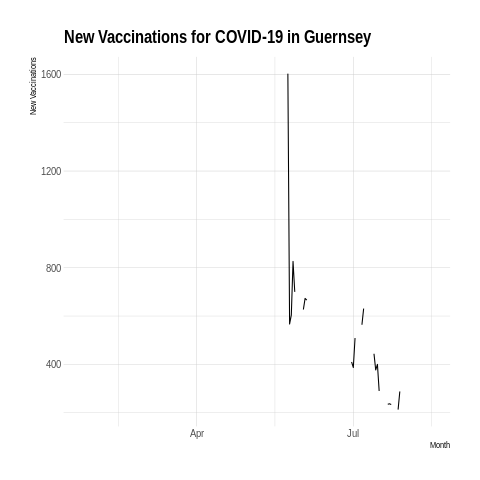 New Vaccinations for COVID-19 in Guernsey
New Vaccinations
1600
1200
800
400
Apr
Jul
Month